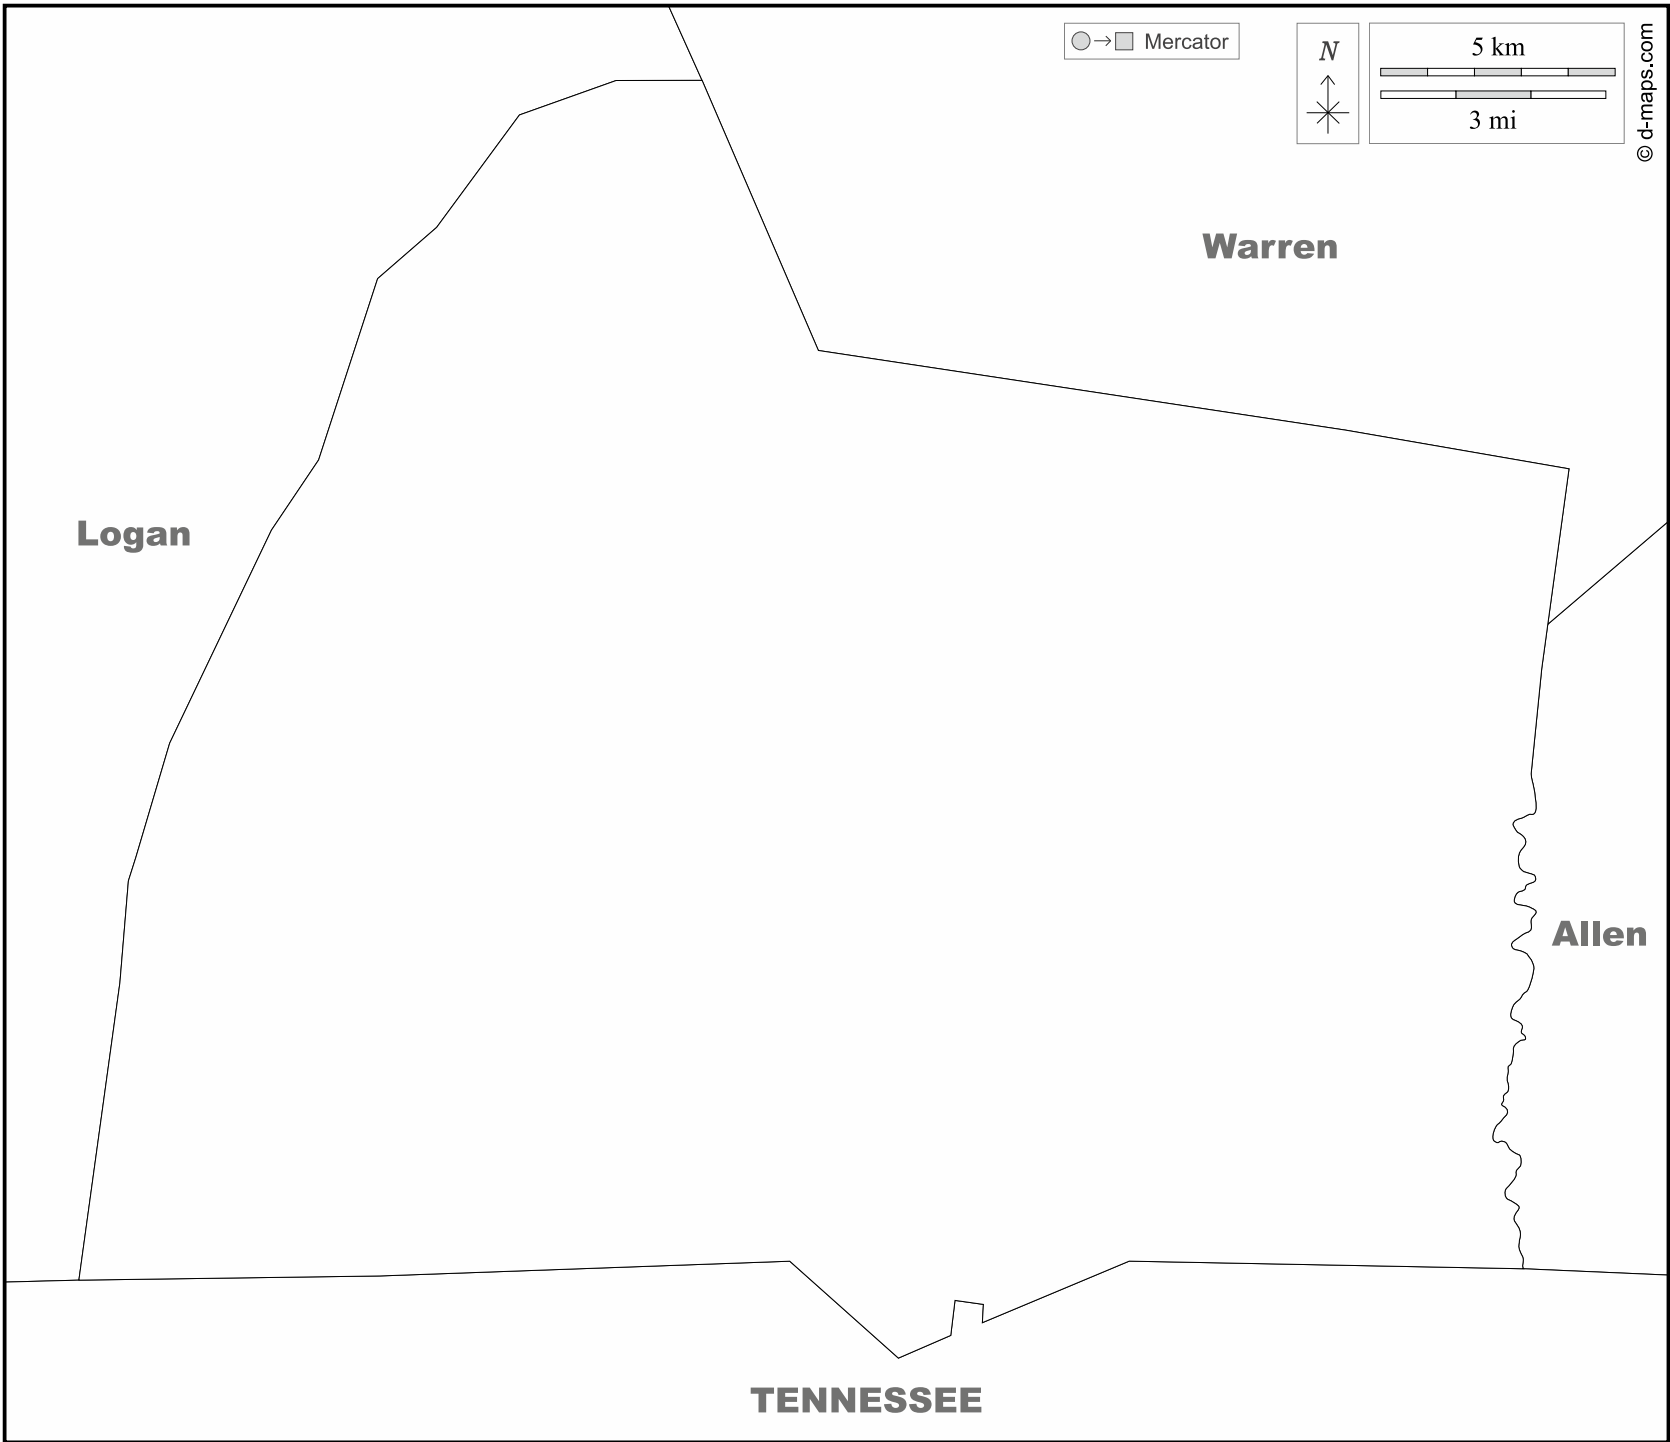 Mercator
N
5 km
3 mi
© d-maps.com
Warren
Logan
Allen
TENNESSEE